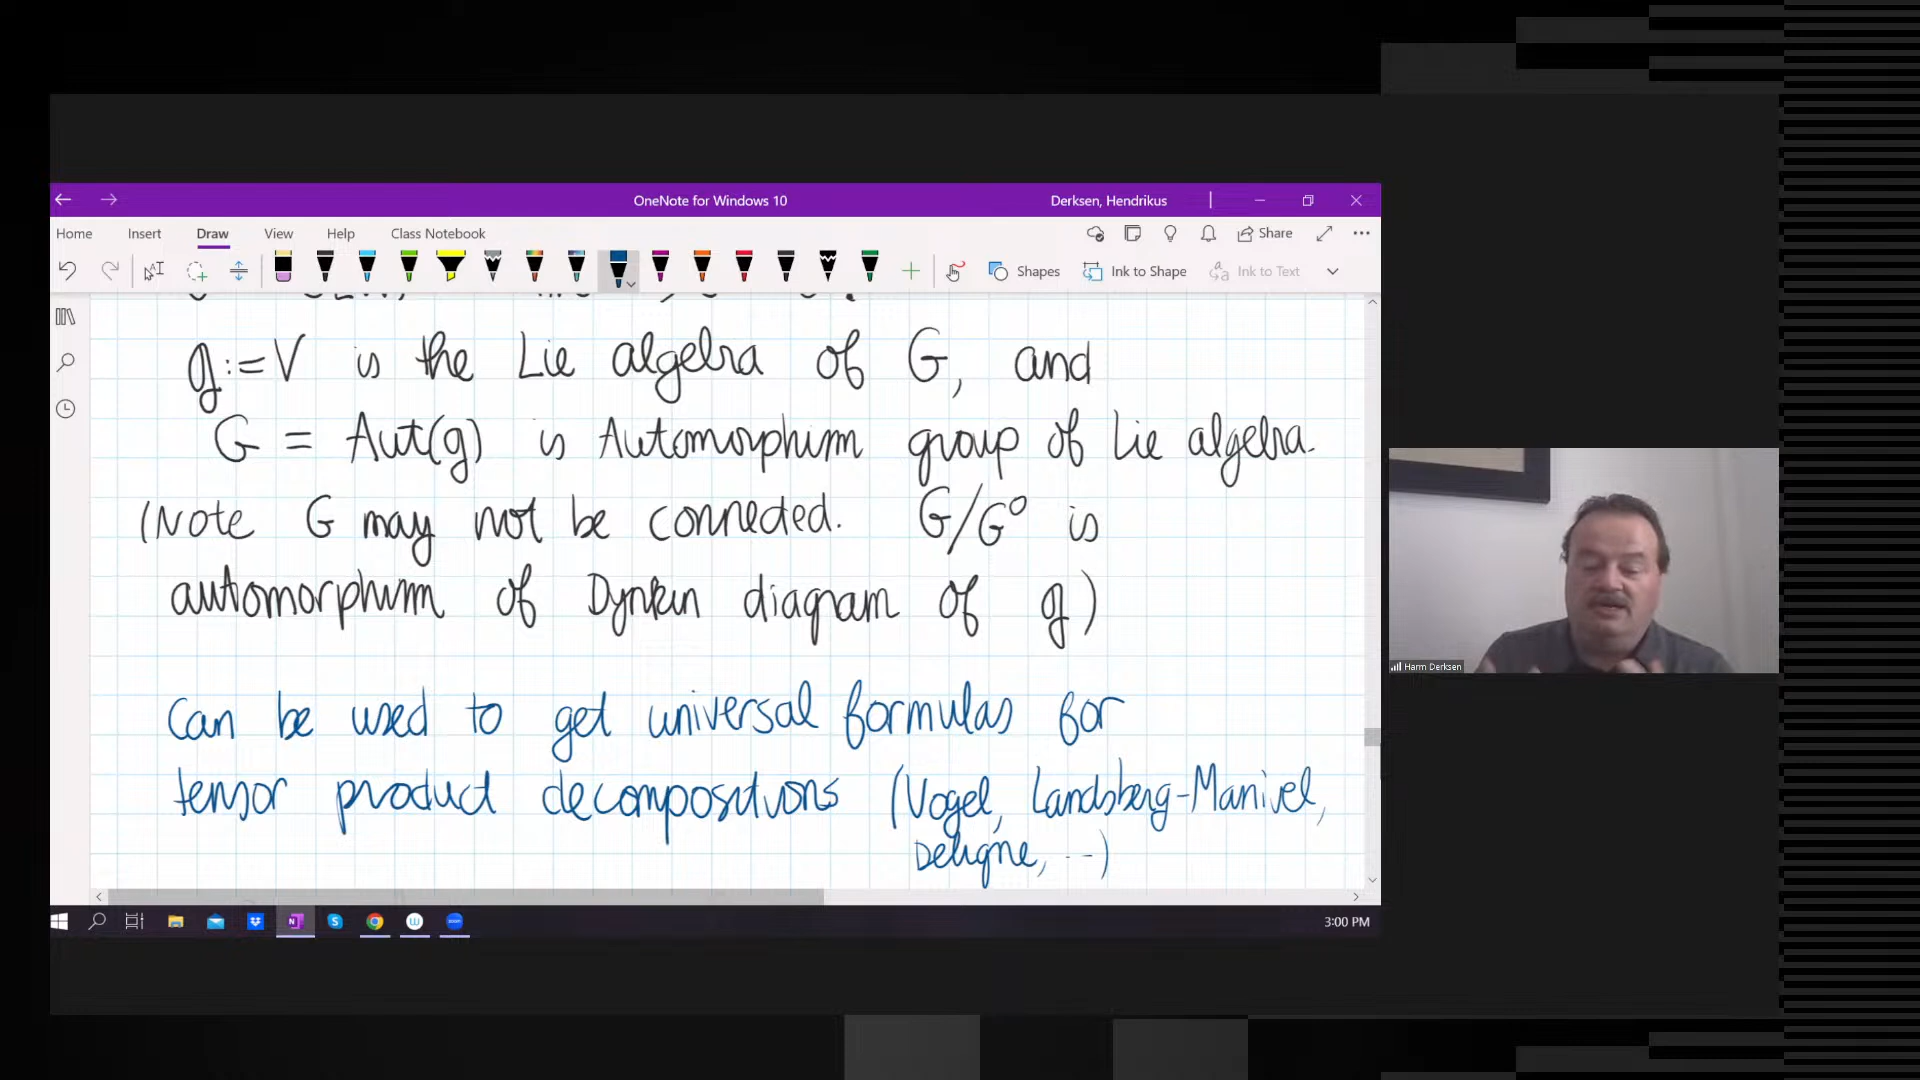 OneNote for Windows 10
Derksen, Hendrikus
Home Insert Draw View Help Class Notebook
Share
Shapes Ink to Shape Ink to Text
g := V is the Lie algebra of G, and
G = Aut(g) is Automorphism group of Lie algebra.
(Note G may not be connected. G/G° is
automorphism of Dynkin diagram of g)
Can be used to get universal formulas for
tensor product decompositions (Vogel, Landsberg-Manivel,
Deligne, ...)
Harm Derksen
3:00 PM